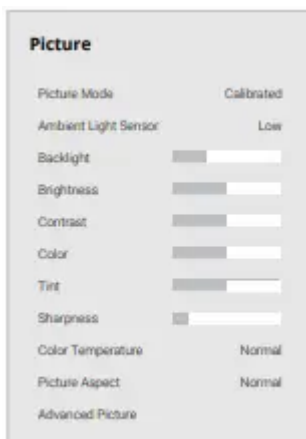 Picture
Picture Mode Calibrated
Ambient Light Sensor Low
Backlight
Brightness
Contrast
Color
Tint
Sharpness
Color Temperature Normal
Picture Aspect Normal
Advanced Picture